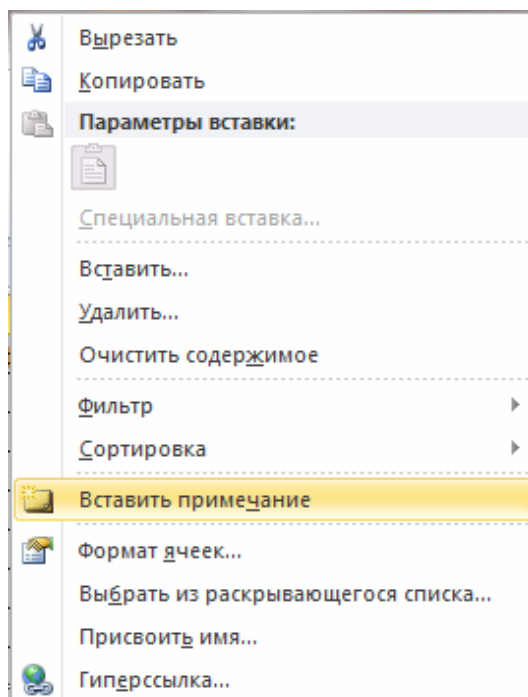 Вырезать
Копировать
Параметры вставки:
Специальная вставка...
Вставить...
Удалить...
Очистить содержимое
Фильтр
Сортировка
Вставить примечание
Формат ячеек...
Выбрать из раскрывающегося списка...
Присвоить имя...
Гиперссылка...